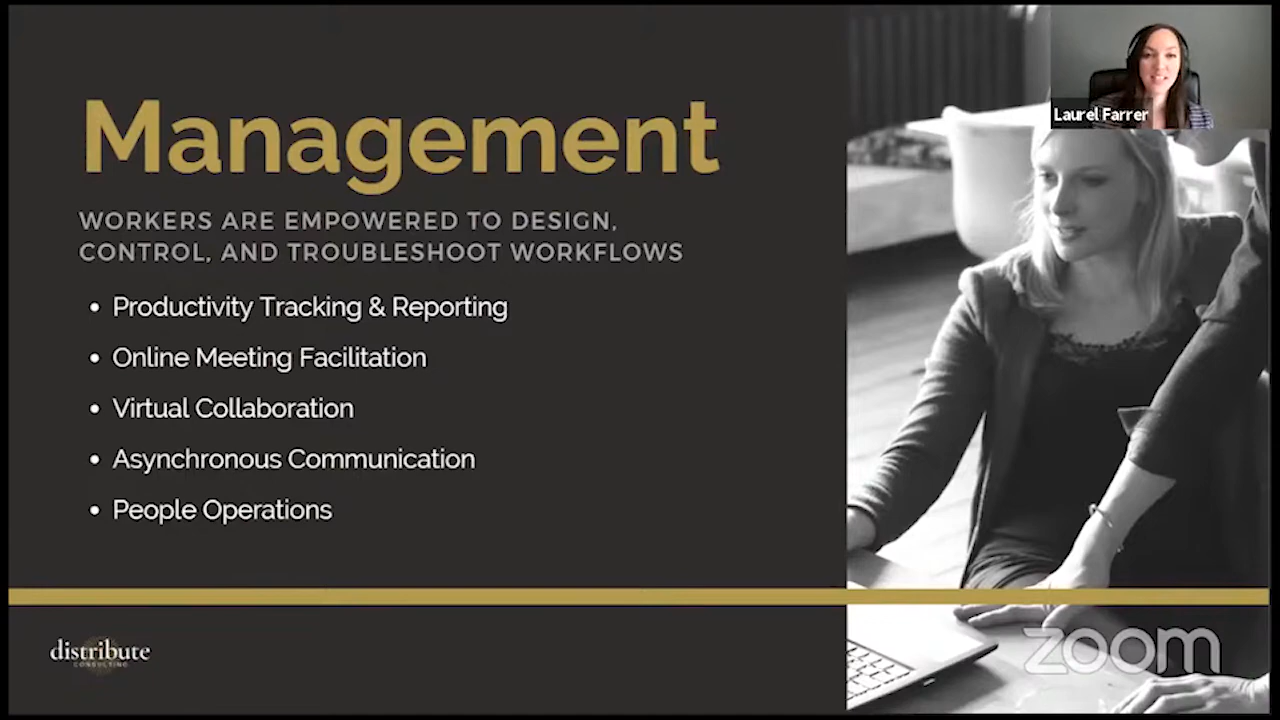 Laurel Farrer
Management
WORKERS ARE EMPOWERED TO DESIGN,
CONTROL, AND TROUBLESHOOT WORKFLOWS
• Productivity Tracking & Reporting
• Online Meeting Facilitation
• Virtual Collaboration
• Asynchronous Communication
• People Operations
distribute
CONSULTING
zoom